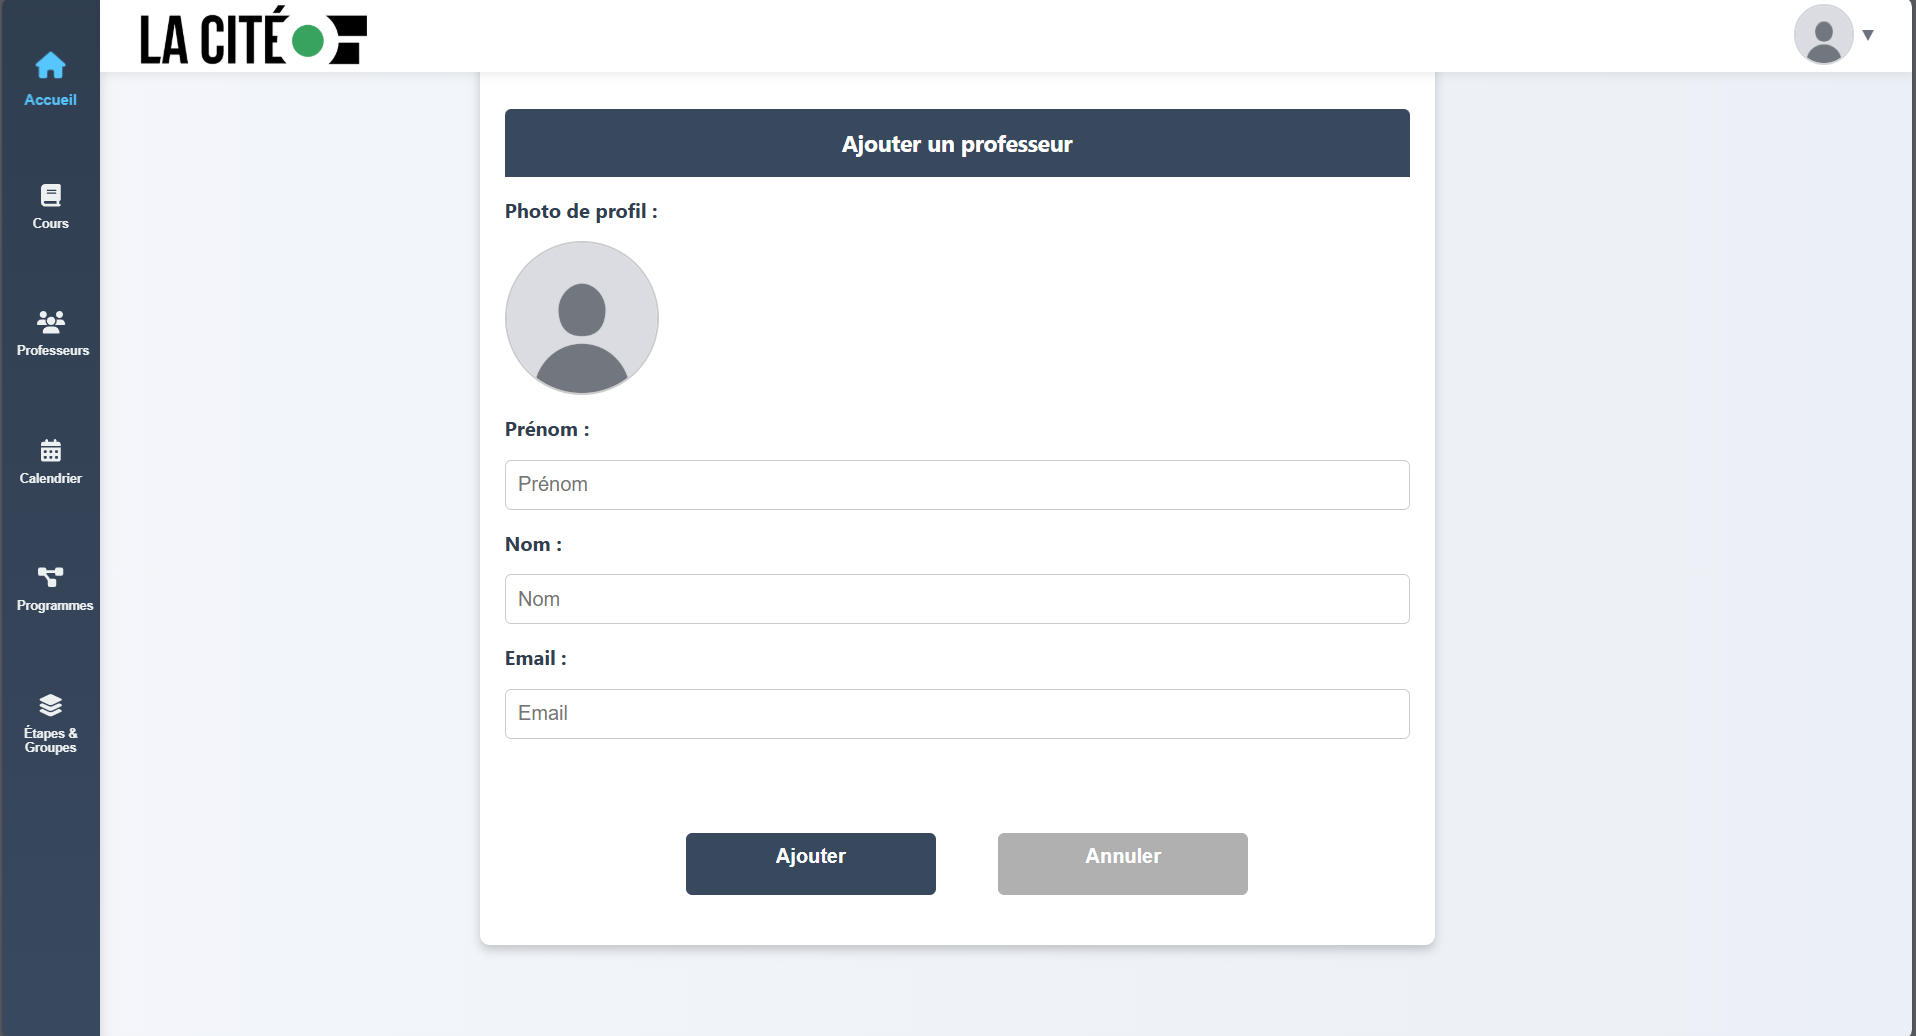 LA CITÉ
Accueil
Cours
Professeurs
Calendrier
Programmes
Étapes &
Groupes
Ajouter un professeur
Photo de profil :
Prénom :
Prénom
Nom :
Nom
Email :
Email
Ajouter
Annuler